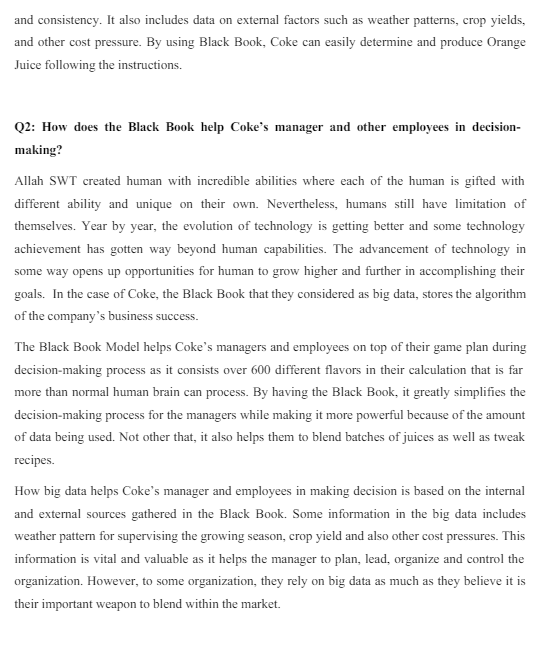 and consistency. It also includes data on external factors such as weather patterns, crop yields,
and other cost pressure. By using Black Book, Coke can easily determine and produce Orange
Juice following the instructions.
Q2: How does the Black Book help Coke's manager and other employees in decision-
making?
Allah SWT created human with incredible abilities where each of the human is gifted with
different ability and unique on their own. Nevertheless, humans still have limitation of
themselves. Year by year, the evolution of technology is getting better and some technology
achievement has gotten way beyond human capabilities. The advancement of technology in
some way opens up opportunities for human to grow higher and further in accomplishing their
goals. In the case of Coke, the Black Book that they considered as big data, stores the algorithm
of the company's business success.
The Black Book Model helps Coke's managers and employees on top of their game plan during
decision-making process as it consists over 600 different flavors in their calculation that is far
more than normal human brain can process. By having the Black Book, it greatly simplifies the
decision-making process for the managers while making it more powerful because of the amount
of data being used. Not other that, it also helps them to blend batches of juices as well as tweak
recipes.
How big data helps Coke's manager and employees in making decision is based on the internal
and external sources gathered in the Black Book. Some information in the big data includes
weather pattern for supervising the growing season, crop yield and also other cost pressures. This
information is vital and valuable as it helps the manager to plan, lead, organize and control the
organization. However, to some organization, they rely on big data as much as they believe it is
their important weapon to blend within the market.